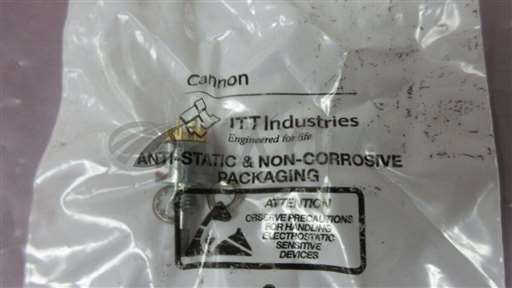 Cannon
ITT Industries
Engineered for life
ANTI-STATIC & NON-CORROSIVE
PACKAGING
ATTENTION
OBSERVE PRECAUTIONS
FOR HANDLING
ELECTROSTATIC
SENSITIVE
DEVICES